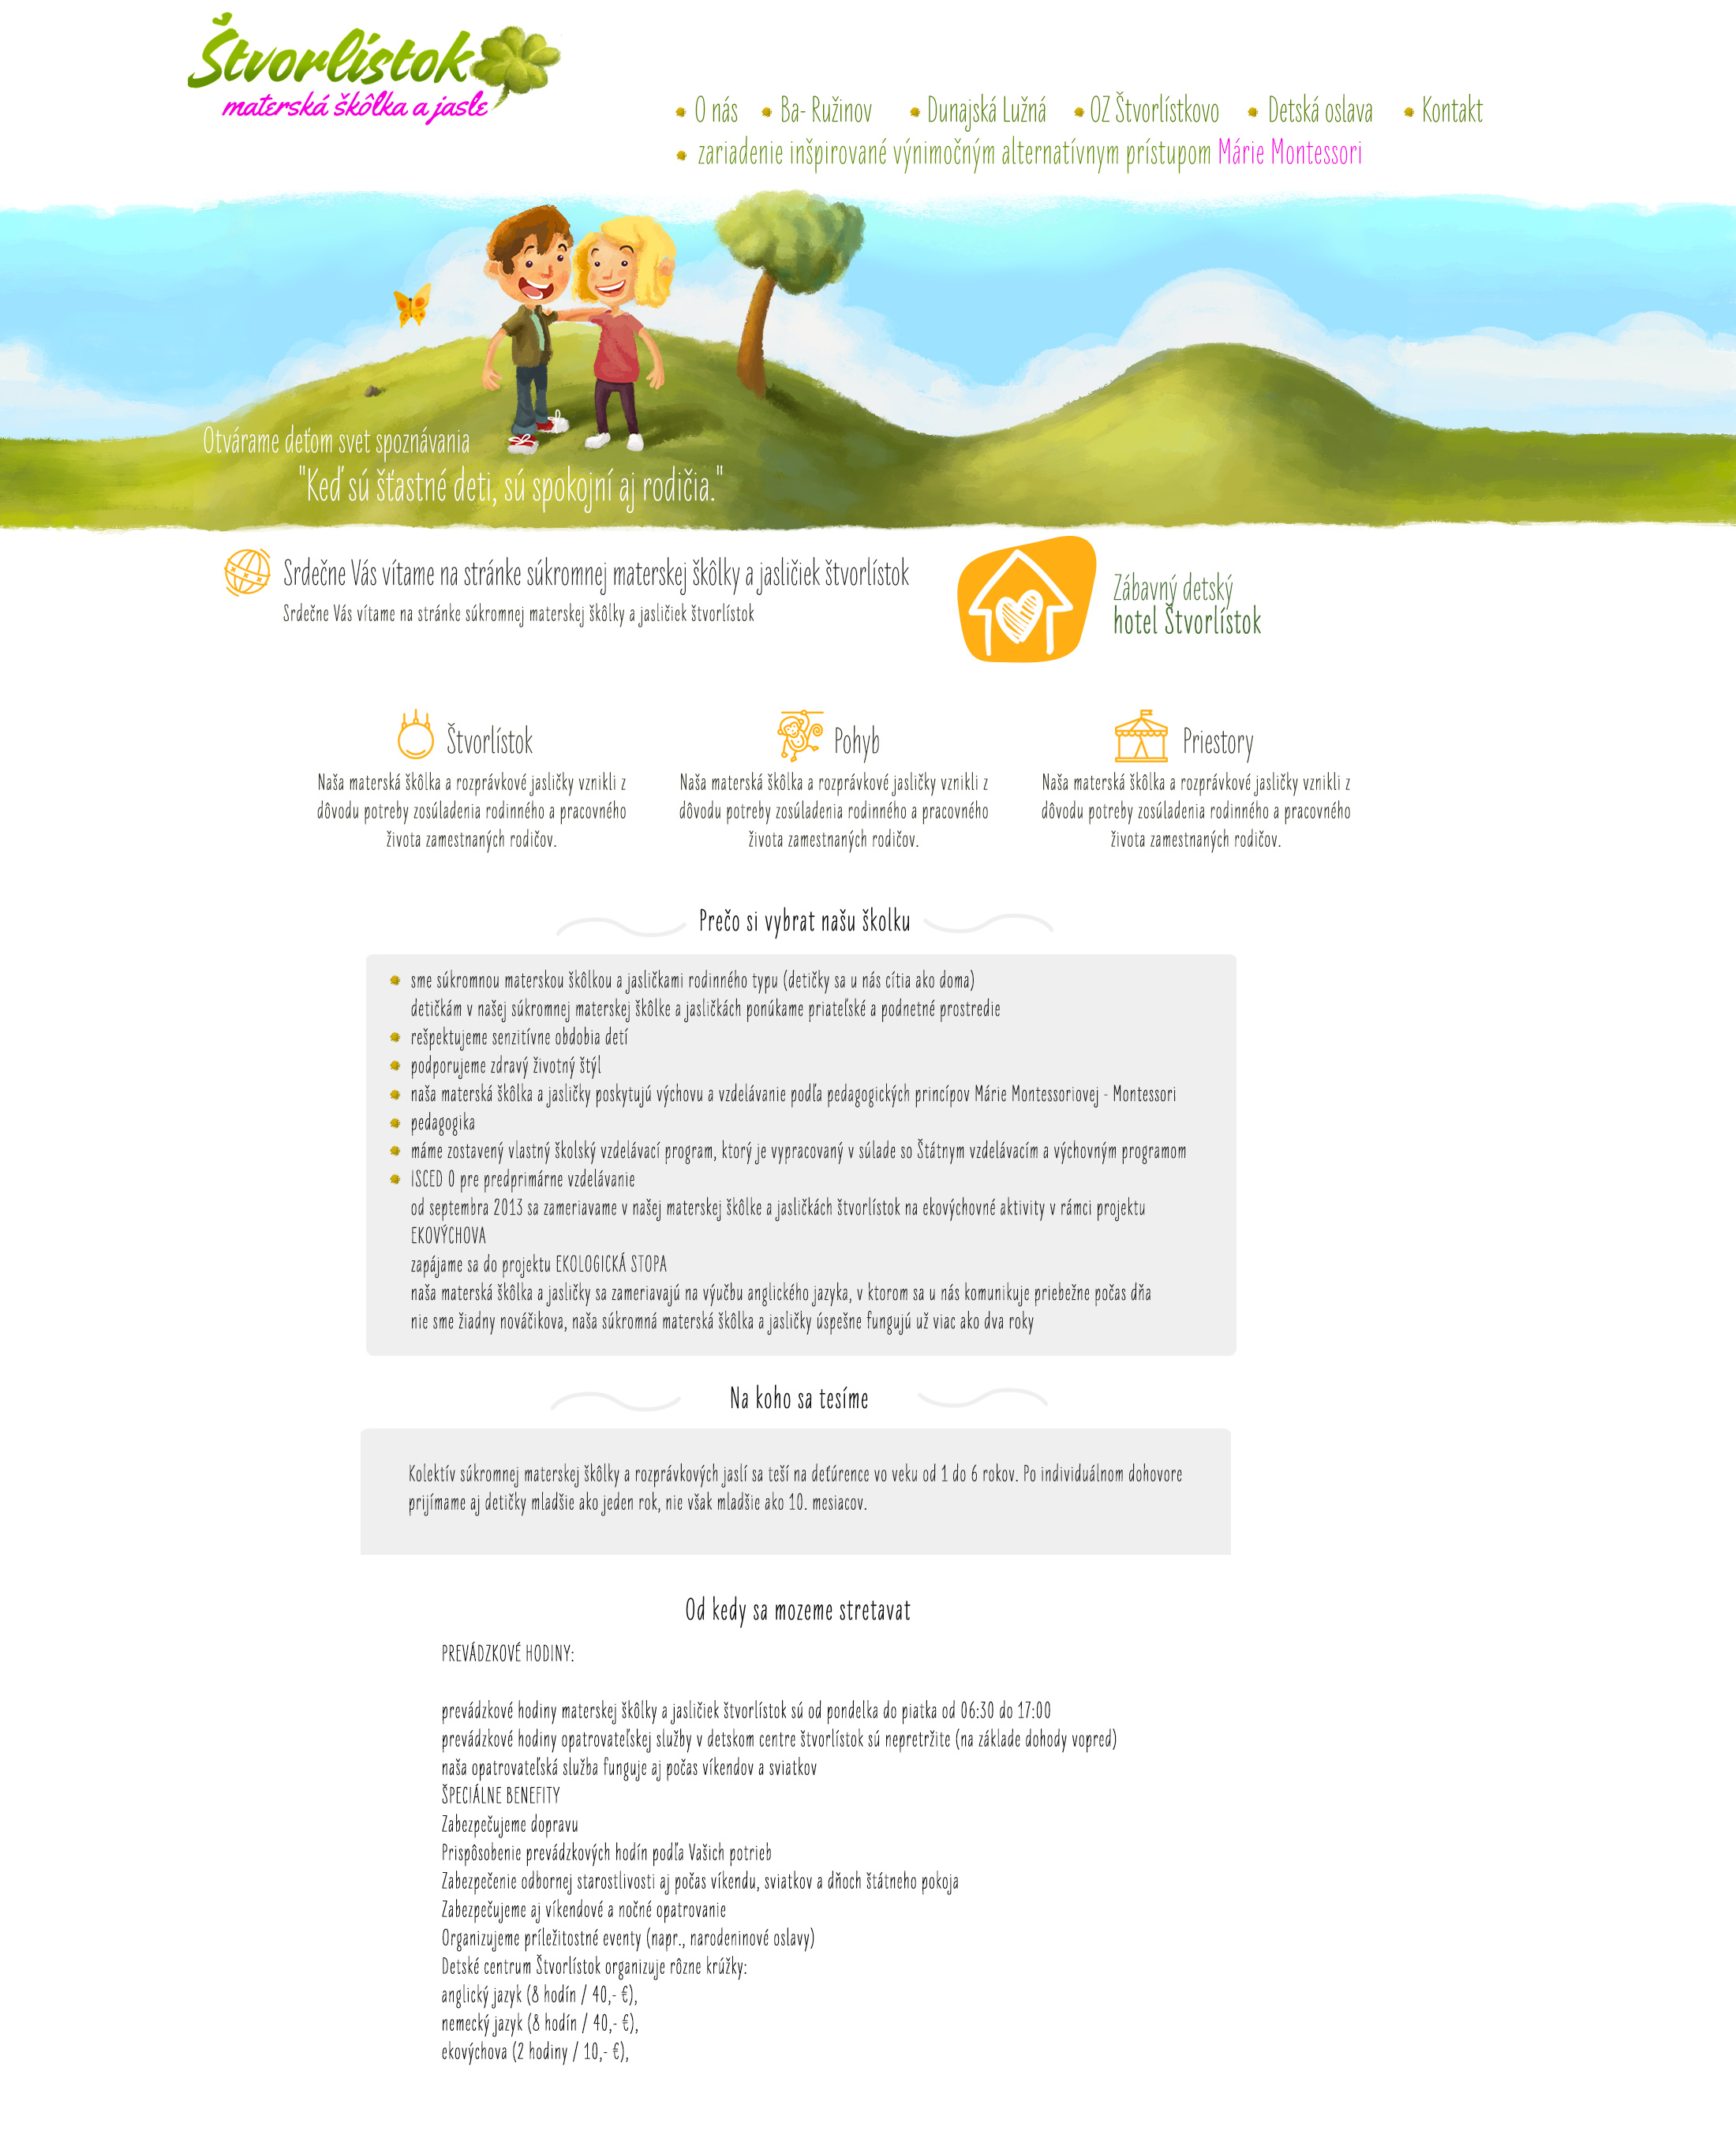 Štvorlístok
materská škôlka a jasle
O nás
Ba- Ružinov
Dunajská Lužná
OZ Štvorlístkovo
Detská oslava
Kontakt
zariadenie inšpirované výnimočným alternatívnym prístupom Márie Montessori
Otvárame deťom svet spoznávania
"Keď sú šťastné deti, sú spokojní aj rodičia."
Srdečne Vás vítame na stránke súkromnej materskej škôlky a jasličiek štvorlístok
Srdečne Vás vítame na stránke súkromnej materskej škôlky a jasličiek štvorlístok
Zábavný detský
hotel Štvorlístok
Štvorlístok
Naša materská škôlka a rozprávkové jasličky vznikli z
dôvodu potreby zosúladenia rodinného a pracovného
života zamestnaných rodičov.
Pohyb
Naša materská škôlka a rozprávkové jasličky vznikli z
dôvodu potreby zosúladenia rodinného a pracovného
života zamestnaných rodičov.
Priestory
Naša materská škôlka a rozprávkové jasličky vznikli z
dôvodu potreby zosúladenia rodinného a pracovného
života zamestnaných rodičov.
Prečo si vybrat našu školku
sme súkromnou materskou škôlkou a jasličkami rodinného typu (detičky sa u nás cítia ako doma)
detičkám v našej súkromnej materskej škôlke a jasličkách ponúkame priateľské a podnetné prostredie
rešpektujeme senzitívne obdobia detí
podporujeme zdravý životný štýl
naša materská škôlka a jasličky poskytujú výchovu a vzdelávanie podľa pedagogických princípov Márie Montessoriovej - Montessori
pedagogika
máme zostavený vlastný školský vzdelávací program, ktorý je vypracovaný v súlade so Štátnym vzdelávacím a výchovným programom
ISCED 0 pre predprimárne vzdelávanie
od septembra 2013 sa zameriavame v našej materskej škôlke a jasličkách štvorlístok na ekovýchovné aktivity v rámci projektu
EKOVÝCHOVA
zapájame sa do projektu EKOLOGICKÁ STOPA
naša materská škôlka a jasličky sa zameriavajú na výučbu anglického jazyka, v ktorom sa u nás komunikuje priebežne počas dňa
nie sme žiadny nováčikova, naša súkromná materská škôlka a jasličky úspešne fungujú už viac ako dva roky
Na koho sa tesíme
Kolektív súkromnej materskej škôlky a rozprávkových jaslí sa teší na deťúrence vo veku od 1 do 6 rokov. Po individuálnom dohovore
prijímame aj detičky mladšie ako jeden rok, nie však mladšie ako 10. mesiacov.
Od kedy sa mozeme stretavat
PREVÁDZKOVÉ HODINY:
prevádzkové hodiny materskej škôlky a jasličiek štvorlístok sú od pondelka do piatka od 06:30 do 17:00
prevádzkové hodiny opatrovateľskej služby v detskom centre štvorlístok sú nepretržite (na základe dohody vopred)
naša opatrovateľská služba funguje aj počas víkendov a sviatkov
ŠPECIÁLNE BENEFITY
Zabezpečujeme dopravu
Prispôsobenie prevádzkových hodín podľa Vašich potrieb
Zabezpečenie odbornej starostlivosti aj počas víkendu, sviatkov a dňoch štátneho pokoja
Zabezpečujeme aj víkendové a nočné opatrovanie
Organizujeme príležitostné eventy (napr., narodeninové oslavy)
Detské centrum Štvorlístok organizuje rôzne krúžky:
anglický jazyk (8 hodín / 40,- €),
nemecký jazyk (8 hodín / 40,- €),
ekovýchova (2 hodiny / 10,- €),